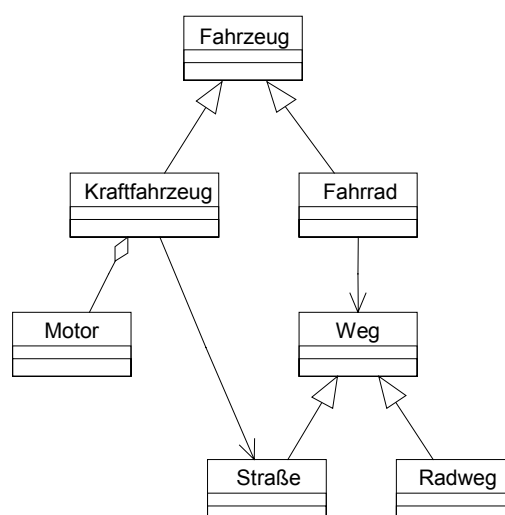 Fahrzeug
Kraftfahrzeug
Fahrrad
Motor
Weg
Straße
Radweg